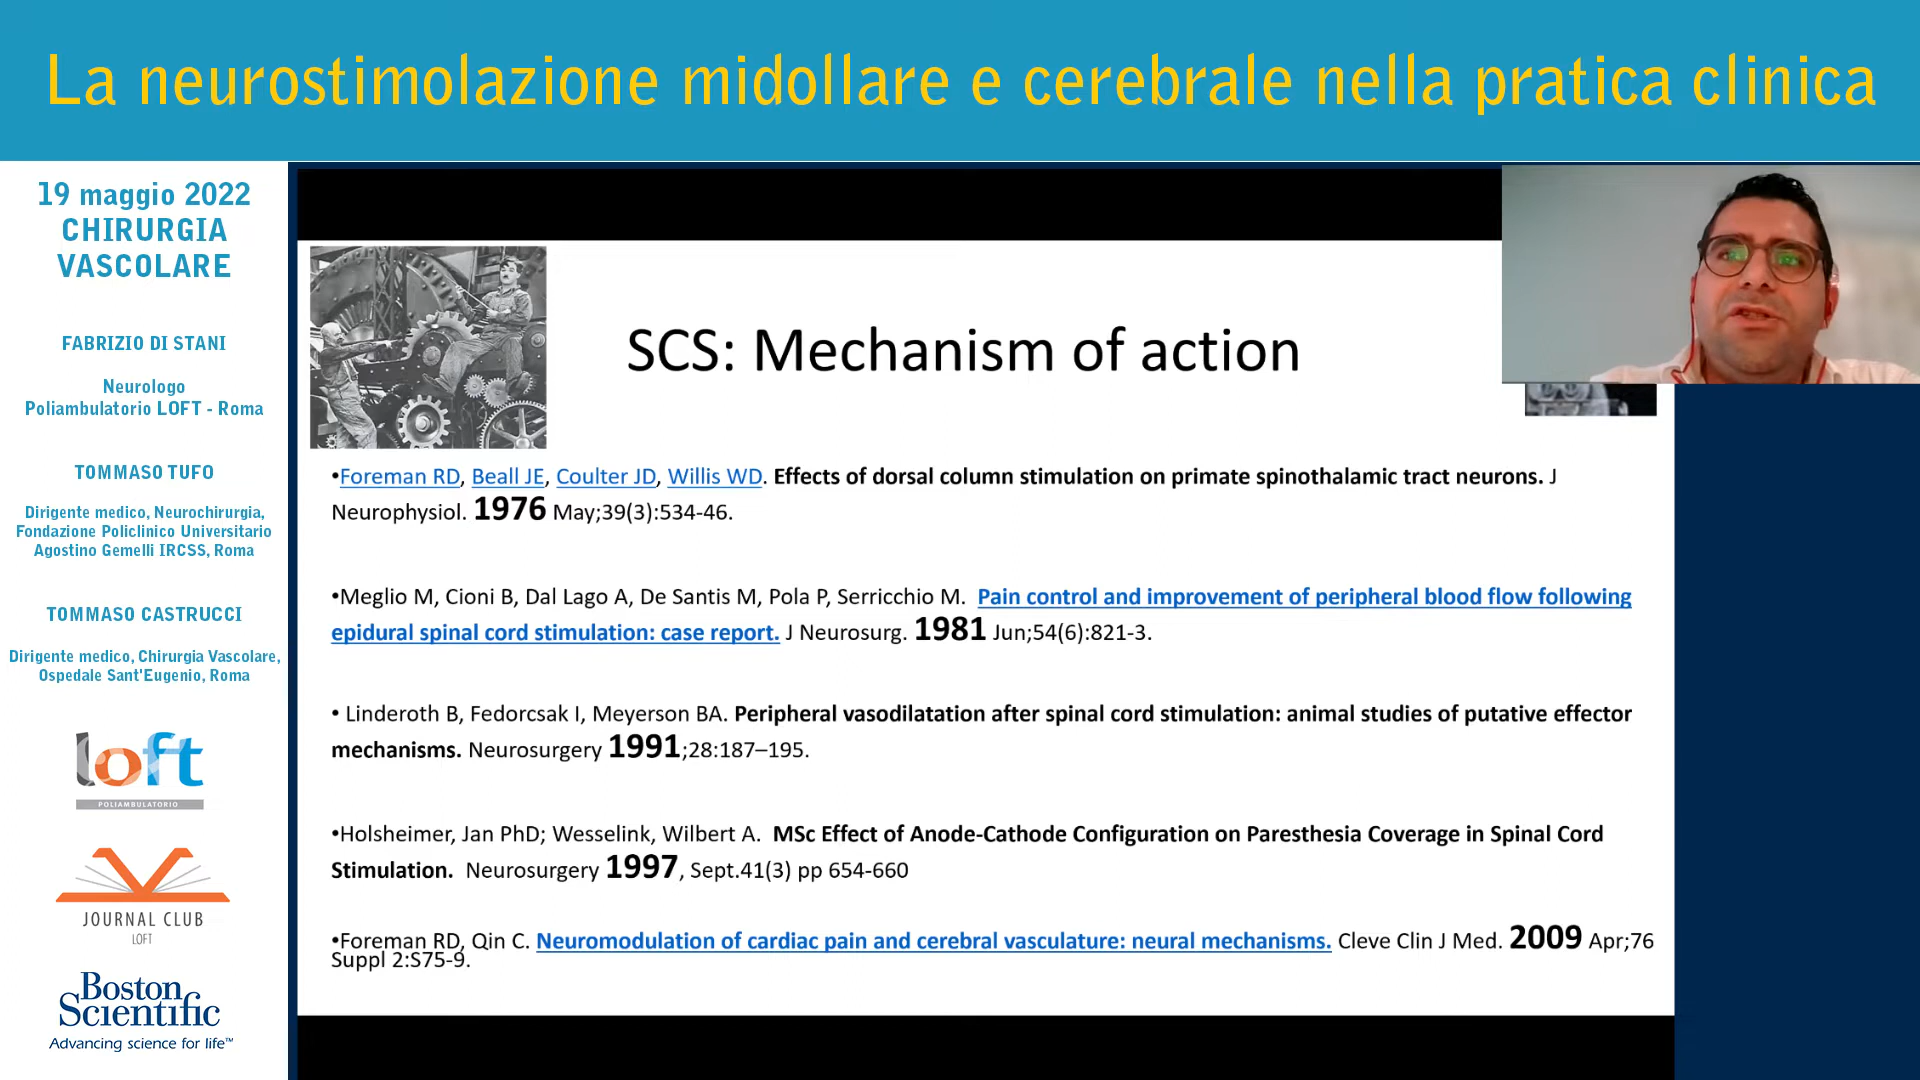 La neurostimolazione midollare e cerebrale nella pratica clinica
19 maggio 2022
CHIRURGIA
VASCOLARE
FABRIZIO DI STANI
Neurologo
Poliambulatorio LOFT - Roma
TOMMASO TUFO
Dirigente medico, Neurochirurgia,
Fondazione Policlinico Universitario
Agostino Gemelli IRCSS, Roma
TOMMASO CASTRUCCI
Dirigente medico, Chirurgia Vascolare,
Ospedale Sant'Eugenio, Roma
loft
POLIAMBULATORIO
JOURNAL CLUB
LOFT
Boston
Scientific
Advancing science for life™
SCS: Mechanism of action
•Foreman RD, Beall JE, Coulter JD, Willis WD. Effects of dorsal column stimulation on primate spinothalamic tract neurons. J
Neurophysiol. 1976 May;39(3):534-46.
•Meglio M, Cioni B, Dal Lago A, De Santis M, Pola P, Serricchio M. Pain control and improvement of peripheral blood flow following
epidural spinal cord stimulation: case report. J Neurosurg. 1981 Jun;54(6):821-3.
• Linderoth B, Fedorcsak I, Meyerson BA. Peripheral vasodilatation after spinal cord stimulation: animal studies of putative effector
mechanisms. Neurosurgery 1991;28:187–195.
•Holsheimer, Jan PhD; Wesselink, Wilbert A. MSc Effect of Anode-Cathode Configuration on Paresthesia Coverage in Spinal Cord
Stimulation. Neurosurgery 1997, Sept.41(3) pp 654-660
•Foreman RD, Qin C. Neuromodulation of cardiac pain and cerebral vasculature: neural mechanisms. Cleve Clin J Med. 2009 Apr;76
Suppl 2:S75-9.